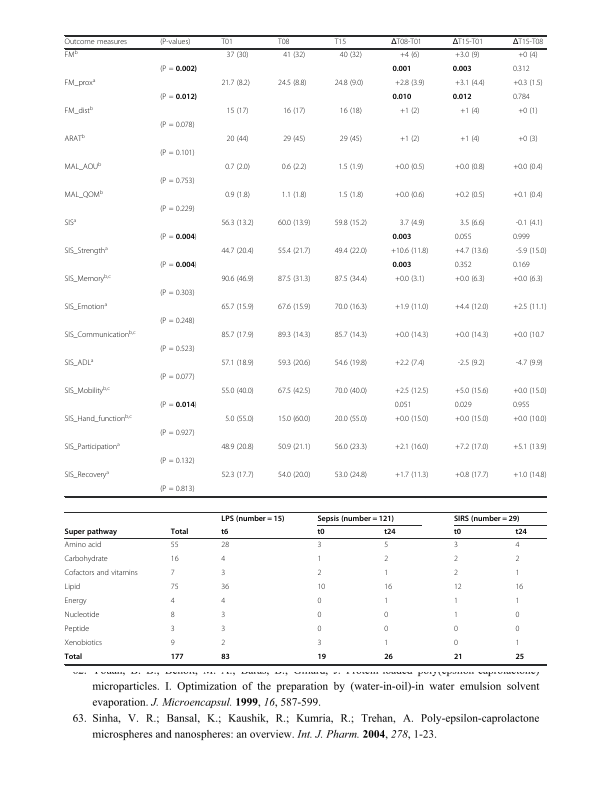 Outcome measures (P-values) T01 T08 T15 ΔT08-T01 ΔT15-T01 ΔT15-T08
FMb 41 (30) 41 (32) 40 (32) +4 (6) +3.0 (9) +0 (4)
(P = 0.002) 0.001 0.003 0.312
FM_proxa 21.7 (8.2) 24.5 (8.8) 24.8 (9.0) +2.8 (3.9) +3.1 (4.4) +0.3 (1.5)
(P = 0.012) 0.010 0.012 0.784
FM_distb 15 (17) 16 (17) 16 (18) +1 (2) +1 (4) +0 (1)
(P = 0.078)
ARATb 20 (44) 29 (45) 29 (45) +1 (2) +1 (4) +0 (3)
(P = 0.101)
MAL_AOUb 0.7 (2.0) 0.6 (2.2) 1.5 (1.9) +0.0 (0.5) +0.0 (0.8) +0.0 (0.4)
(P = 0.753)
MAL_QOMb 0.9 (1.8) 1.1 (1.8) 1.5 (1.8) +0.0 (0.6) +0.2 (0.5) +0.1 (0.4)
(P = 0.229)
SISa 56.3 (13.2) 60.0 (13.9) 59.8 (15.2) 3.7 (4.9) 3.5 (6.6) -0.1 (4.1)
(P = 0.004) 0.003 0.055 0.999
SIS_Strengtha 44.7 (20.4) 55.4 (21.7) 49.4 (22.0) +10.6 (11.8) +4.7 (13.6) -5.9 (15.0)
(P = 0.004) 0.003 0.352 0.169
SIS_Memoryb,c 90.6 (46.9) 87.5 (31.3) 87.5 (34.4) +0.0 (3.1) +0.0 (6.3) +0.0 (6.3)
(P = 0.303)
SIS_Emotiona 65.7 (15.9) 67.6 (15.9) 70.0 (16.3) +1.9 (11.0) +4.4 (12.0) +2.5 (11.1)
(P = 0.248)
SIS_Communicationb,c 85.7 (17.9) 89.3 (14.3) 85.7 (14.3) +0.0 (14.3) +0.0 (14.3) +0.0 (10.7
(P = 0.523)
SIS_ADLa 57.1 (18.9) 59.3 (20.6) 54.6 (19.8) +2.2 (7.4) -2.5 (9.2) -4.7 (9.9)
(P = 0.077)
SIS_Mobilityb,c 55.0 (40.0) 67.5 (42.5) 70.0 (40.0) +2.5 (12.5) +5.0 (15.6) +0.0 (15.0)
(P = 0.014) 0.051 0.029 0.955
SIS_Hand_functionb,c 5.0 (55.0) 15.0 (60.0) 20.0 (55.0) +0.0 (15.0) +0.0 (15.0) +0.0 (10.0)
(P = 0.927)
SIS_Participationa 48.9 (20.8) 50.9 (21.1) 56.0 (23.3) +2.1 (16.0) +7.2 (17.0) +5.1 (13.9)
(P = 0.132)
SIS_Recoverya 52.3 (17.7) 54.0 (20.0) 53.0 (24.8) +1.7 (11.3) +0.8 (17.7) +1.0 (14.8)
(P = 0.813)
LPS (number = 15) Sepsis (number = 121) SIRS (number = 29)
Super pathway Total t6 t0 t24 t0 t24
Amino acid 55 28 3 5 3 4
Carbohydrate 16 4 1 2 2 2
Cofactors and vitamins 7 3 2 1 2 1
Lipid 75 36 10 16 12 16
Energy 4 4 0 1 1 1
Nucleotide 8 3 0 0 1 0
Peptide 3 3 0 0 0 0
Xenobiotics 9 2 3 1 0 1
Total 177 83 19 26 21 25
62. Youan, B. B.; Benoit, M. A.; Baras, B.; Gillard, J. Protein-loaded poly(epsilon-caprolactone)
microparticles. I. Optimization of the preparation by (water-in-oil)-in water emulsion solvent
evaporation. J. Microencapsul. 1999, 16, 587-599.
63. Sinha, V. R.; Bansal, K.; Kaushik, R.; Kumria, R.; Trehan, A. Poly-epsilon-caprolactone
microspheres and nanospheres: an overview. Int. J. Pharm. 2004, 278, 1-23.